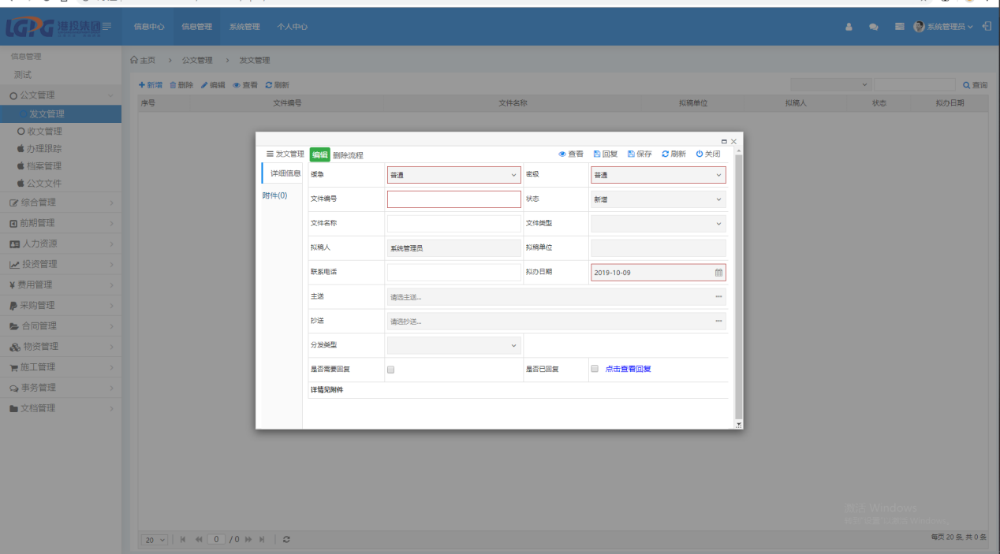 LGPG 港投集团
信息中心 信息管理 系统管理 个人中心 系统管理员
信息管理
测试
公文管理
发文管理
收文管理
办理跟踪
档案管理
公文文件
综合管理
前期管理
人力资源
投资管理
费用管理
采购管理
合同管理
物资管理
施工管理
事务管理
文档管理
主页 > 公文管理 > 发文管理
新增 删除 编辑 查看 刷新 查询
序号 文件编号 文件名称 拟稿单位 拟稿人 状态 拟办日期
发文管理 编辑 删除流程 查看 回复 保存 刷新 关闭
详细信息
附件(0)
缓急 普通 密级 普通
文件编号 状态 新增
文件名称 文件类型
拟稿人 系统管理员 拟稿单位
联系电话 拟办日期 2019-10-09
主送 请选主送...
抄送 请选抄送...
分发类型
是否需要回复 是否已回复 点击查看回复
详情见附件
激活 Windows
20 0 / 0 每页 20 条, 共 0 条